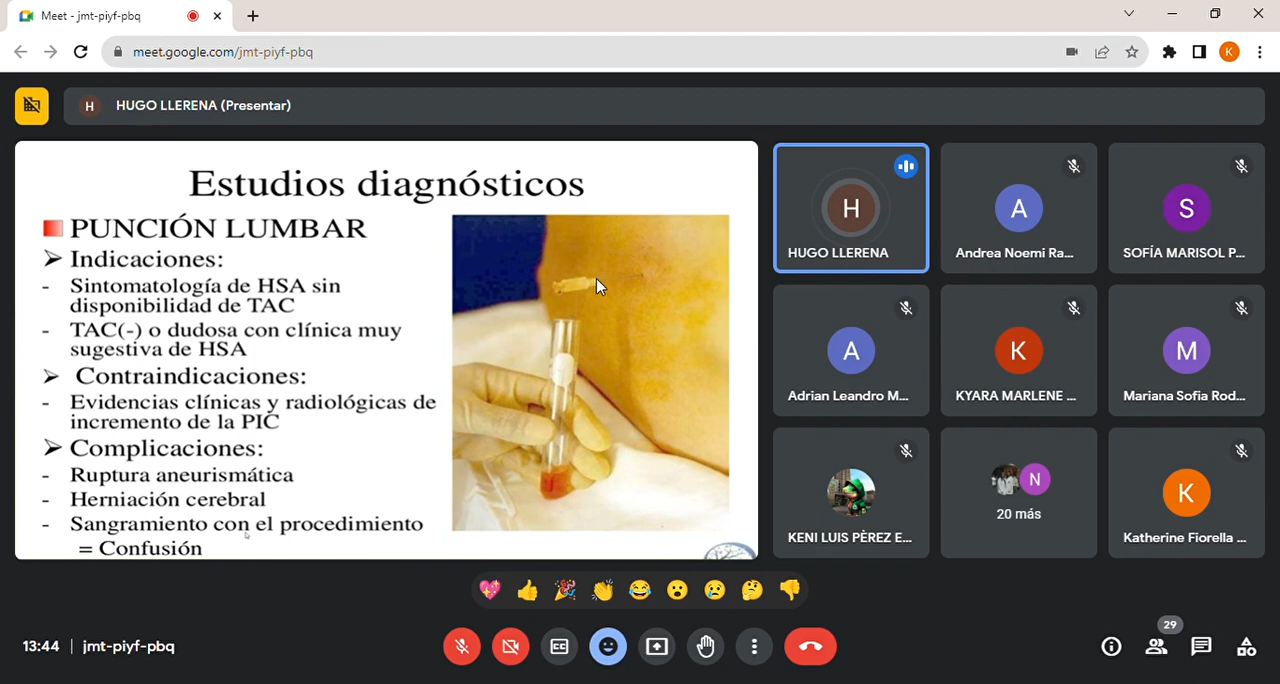 Meet - jmt-piyf-pbq
meet.google.com/jmt-piyf-pbq
K
H
HUGO LLERENA (Presentar)
Estudios diagnósticos
PUNCIÓN LUMBAR
Indicaciones:
- Sintomatología de HSA sin
disponibilidad de TAC
- TAC(-) o dudosa con clínica muy
sugestiva de HSA
Contraindicaciones:
- Evidencias clínicas y radiológicas de
incremento de la PIC
Complicaciones:
- Ruptura aneurismática
- Herniación cerebral
- Sangramiento con el procedimiento
= Confusión
H
HUGO LLERENA
A
Andrea Noemi Ra...
S
SOFÍA MARISOL P...
A
Adrian Leandro M...
K
KYARA MARLENE ...
M
Mariana Sofia Rod...
KENI LUIS PÈREZ E...
N
20 más
K
Katherine Fiorella ...
13:44 | jmt-piyf-pbq
29